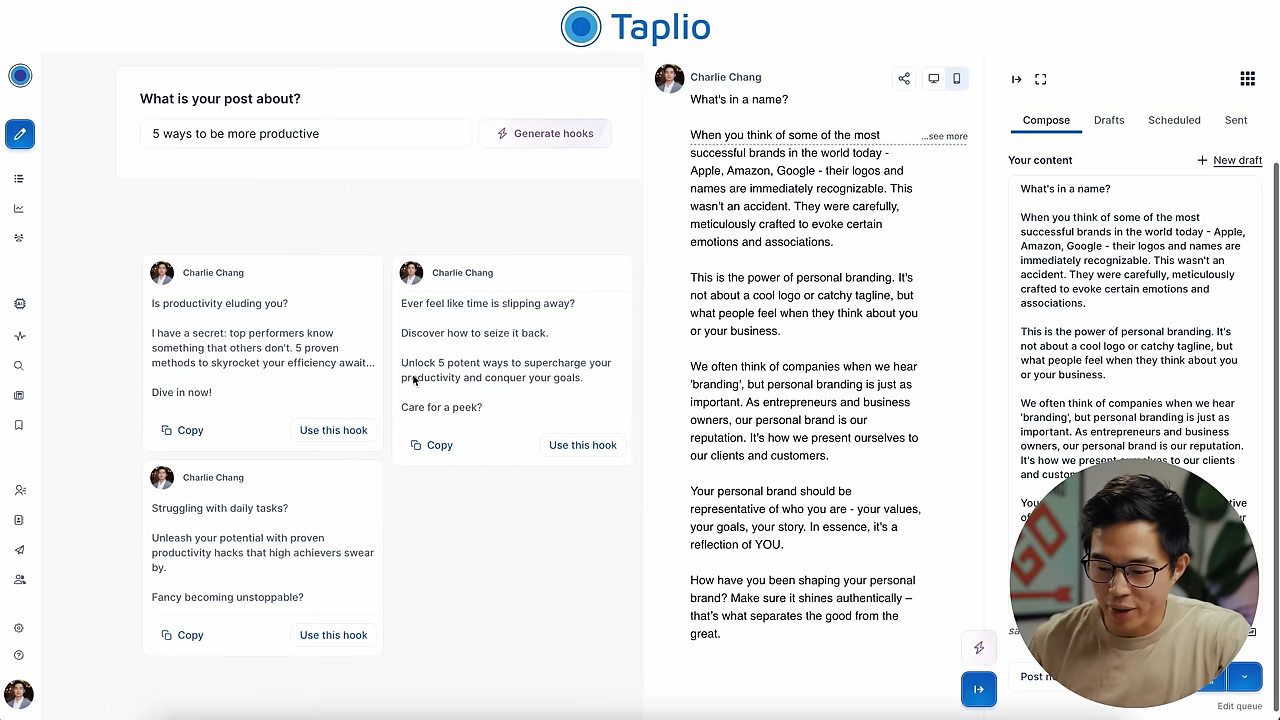 Taplio
What is your post about?
5 ways to be more productive
Generate hooks
Charlie Chang
Is productivity eluding you?
I have a secret: top performers know
something that others don't. 5 proven
methods to skyrocket your efficiency await...
Dive in now!
Copy
Use this hook
Charlie Chang
Ever feel like time is slipping away?
Discover how to seize it back.
Unlock 5 potent ways to supercharge your
productivity and conquer your goals.
Care for a peek?
Copy
Use this hook
Charlie Chang
Struggling with daily tasks?
Unleash your potential with proven
productivity hacks that high achievers swear
by.
Fancy becoming unstoppable?
Copy
Use this hook
Charlie Chang
What's in a name?
When you think of some of the most
...see more
successful brands in the world today -
Apple, Amazon, Google - their logos and
names are immediately recognizable. This
wasn't an accident. They were carefully,
meticulously crafted to evoke certain
emotions and associations.
This is the power of personal branding. It's
not about a cool logo or catchy tagline, but
what people feel when they think about you
or your business.
We often think of companies when we hear
'branding', but personal branding is just as
important. As entrepreneurs and business
owners, our personal brand is our
reputation. It's how we present ourselves to
our clients and customers.
Your personal brand should be
representative of who you are - your values,
your goals, your story. In essence, it's a
reflection of YOU.
How have you been shaping your personal
brand? Make sure it shines authentically –
that's what separates the good from the
great.
Compose
Drafts
Scheduled
Sent
Your content
New draft
What's in a name?
When you think of some of the most
successful brands in the world today - Apple,
Amazon, Google - their logos and names are
immediately recognizable. This wasn't an
accident. They were carefully, meticulously
crafted to evoke certain emotions and
associations.
This is the power of personal branding. It's
not about a cool logo or catchy tagline, but
what people feel when they think about you
or your business.
We often think of companies when we hear
'branding', but personal branding is just as
important. As entrepreneurs and business
owners, our personal brand is our reputation.
It's how we present ourselves to our clients
and
Post
Edit queue